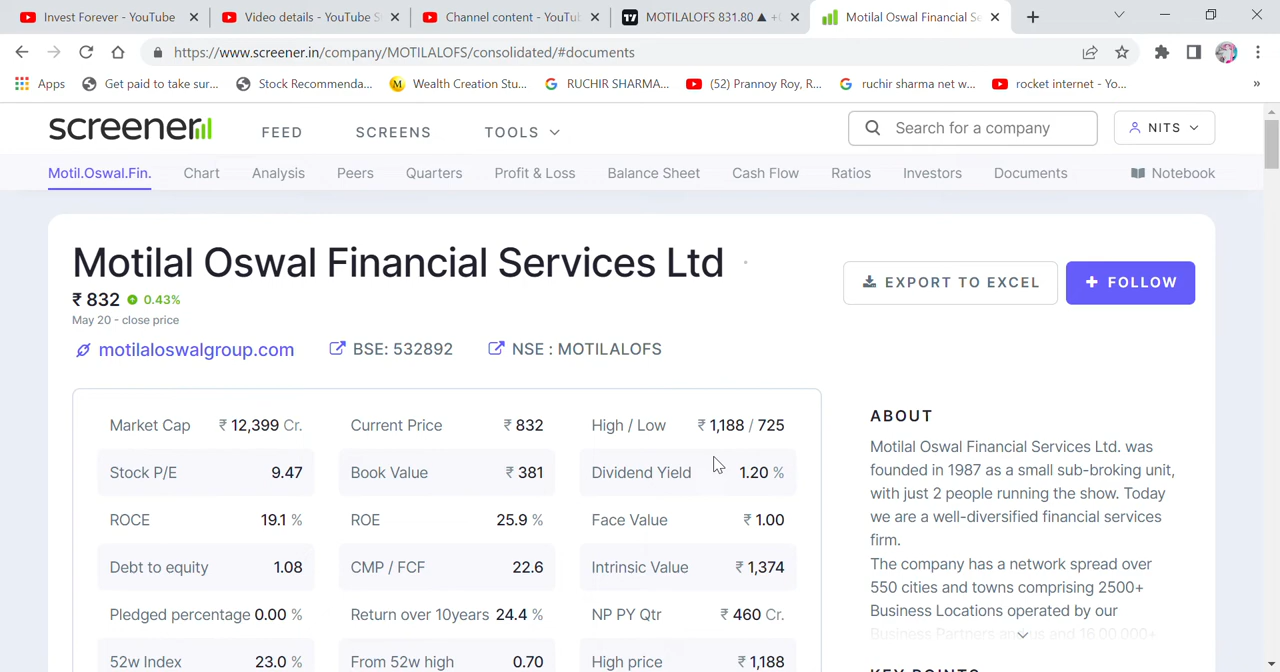 Invest Forever - YouTube
Video details - YouTube S
Channel content - YouTu
MOTILALOFS 831.80 ▲ +
Motilal Oswal Financial Se
https://www.screener.in/company/MOTILALOFS/consolidated/#documents
Apps
Get paid to take sur...
Stock Recommenda...
Wealth Creation Stu...
RUCHIR SHARMA...
(52) Prannoy Roy, R...
ruchir sharma net w...
rocket internet - Yo...
»
screener
FEED
SCREENS
TOOLS
Search for a company
NITS
Motil.Oswal.Fin.
Chart
Analysis
Peers
Quarters
Profit & Loss
Balance Sheet
Cash Flow
Ratios
Investors
Documents
Notebook
Motilal Oswal Financial Services Ltd
₹ 832 0.43%
May 20 - close price
EXPORT TO EXCEL
+ FOLLOW
motilaloswalgroup.com
BSE: 532892
NSE : MOTILALOFS
Market Cap ₹ 12,399 Cr.
Current Price ₹ 832
High / Low ₹ 1,188 / 725
Stock P/E 9.47
Book Value ₹ 381
Dividend Yield 1.20 %
ROCE 19.1 %
ROE 25.9 %
Face Value ₹ 1.00
Debt to equity 1.08
CMP / FCF 22.6
Intrinsic Value ₹ 1,374
Pledged percentage 0.00 %
Return over 10years 24.4 %
NP PY Qtr ₹ 460 Cr.
52w Index 23.0 %
From 52w high 0.70
High price ₹ 1,188
ABOUT
Motilal Oswal Financial Services Ltd. was
founded in 1987 as a small sub-broking unit,
with just 2 people running the show. Today
we are a well-diversified financial services
firm.
The company has a network spread over
550 cities and towns comprising 2500+
Business Locations operated by our
Business Partners and us and 16,00,000+
KEY POINTS